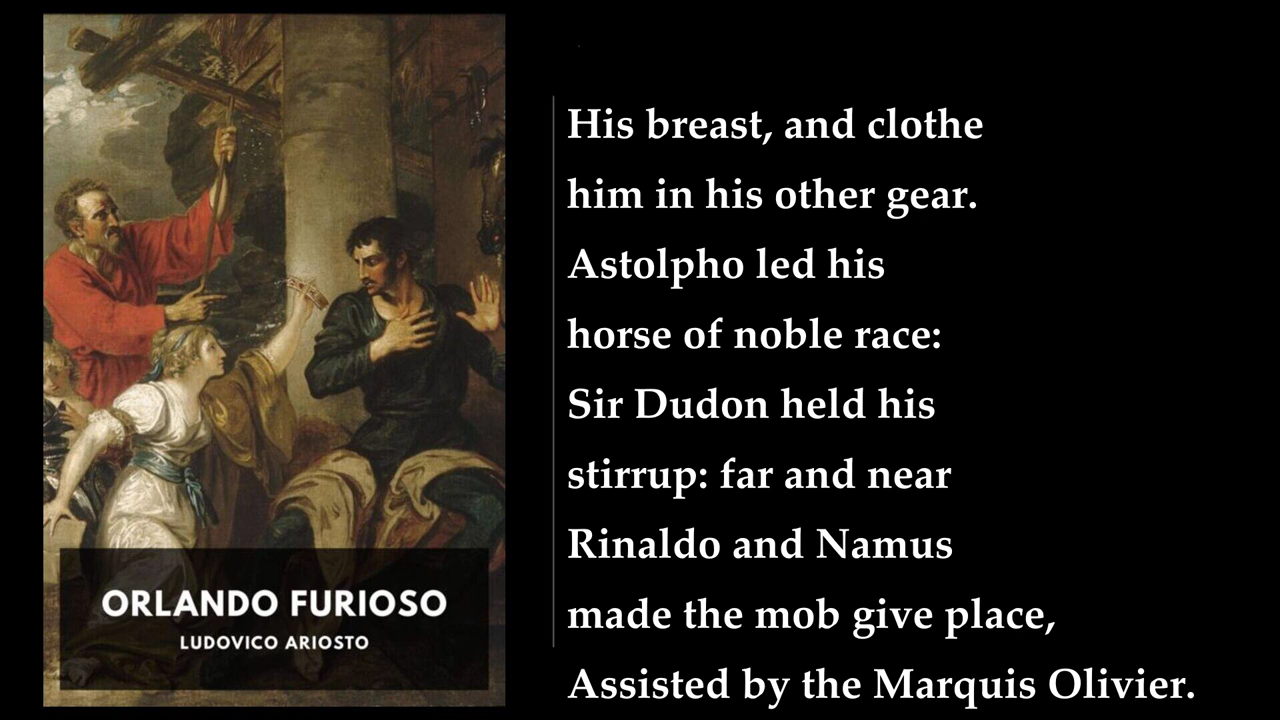 ORLANDO FURIOSO
LUDOVICO ARIOSTO
His breast, and clothe
him in his other gear.
Astolpho led his
horse of noble race:
Sir Dudon held his
stirrup: far and near
Rinaldo and Namus
made the mob give place,
Assisted by the Marquis Olivier.